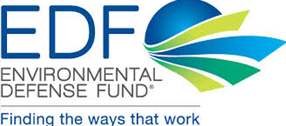 EDF
ENVIRONMENTAL
DEFENSE FUND®
Finding the ways that work